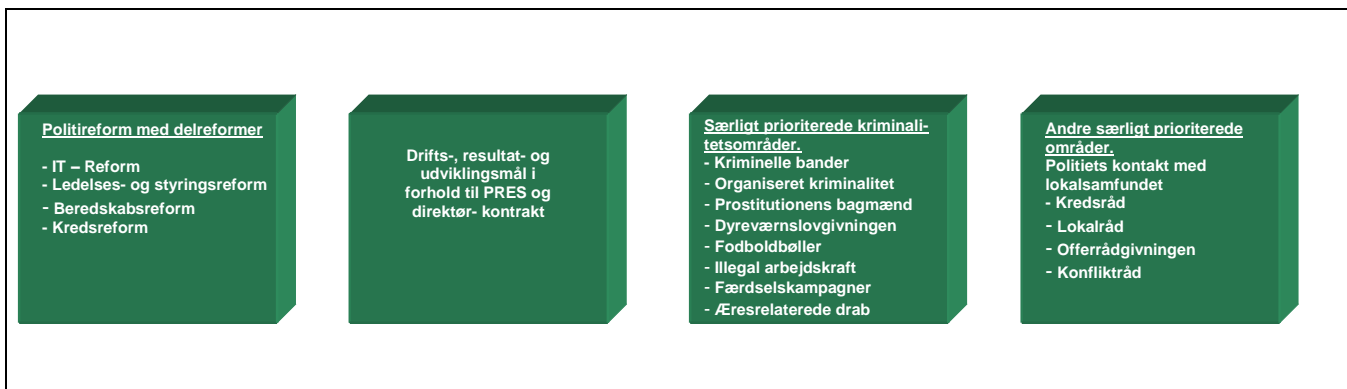 Politireform med delreformer
- IT – Reform
- Ledelses- og styringsreform
- Beredskabsreform
- Kredsreform
Drifts-, resultat- og
udviklingsmål i
forhold til PRES og
direktør- kontrakt
Særligt prioriterede kriminali-
tetsområder.
- Kriminelle bander
- Organiseret kriminalitet
- Prostitutionens bagmænd
- Dyreværnslovgivningen
- Fodboldbøller
- Illegal arbejdskraft
- Færdselskampagner
- Æresrelaterede drab
Andre særligt prioriterede
områder.
Politiets kontakt med
lokalsamfundet
- Kredsråd
- Lokalråd
- Offerrådgivningen
- Konfliktråd